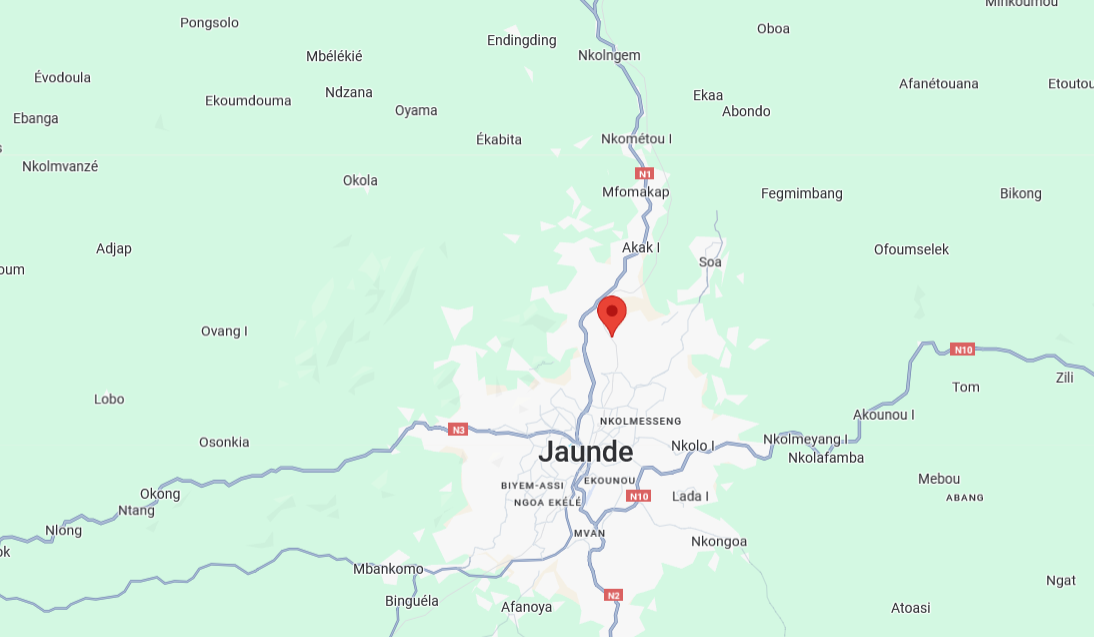 Minkoumou
Pongsolo
Oboa
Endingding
Mbélékié
Nkolngem
Évodoula
Afanétouana
Ndzana
Ekoumdouma
Ekaa
Oyama
Abondo
Ebanga
Ékabita
Nkométou I
Nkolmvanzé
N1
Okola
Mfomakap
Fegmimbang
Bikong
Adjap
Akak I
Ofoumselek
Soa
oum
Ovang I
N10
Zili
Tom
Lobo
Akounou I
NKOLMESSENG
N3
Osonkia
Nkolmeyang I
Nkolo I
Jaunde
Nkolafamba
Mebou
EKOUNOU
BIYEM-ASSI
Okong
N10
Lada I
ABANG
NGOA EKÉLÉ
Ntang
Nlong
MVAN
Nkongoa
ok
Mbankomo
Ngat
N2
Binguéla
Afanoya
Atoasi